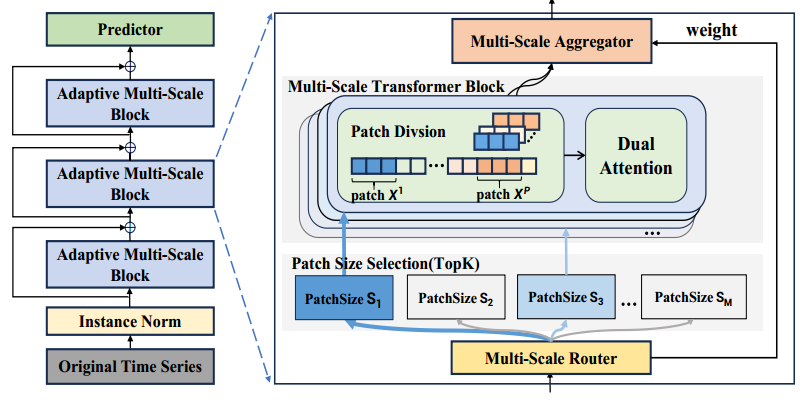 Predictor
Adaptive Multi-Scale
Block
Adaptive Multi-Scale
Block
Adaptive Multi-Scale
Block
Instance Norm
Original Time Series
Multi-Scale Aggregator
weight
Multi-Scale Transformer Block
Patch Divsion
patch X¹
patch Xᴾ
Dual
Attention
...
Patch Size Selection(TopK)
PatchSize S₁
PatchSize S₂
PatchSize S₃
...
PatchSize Sᴍ
Multi-Scale Router